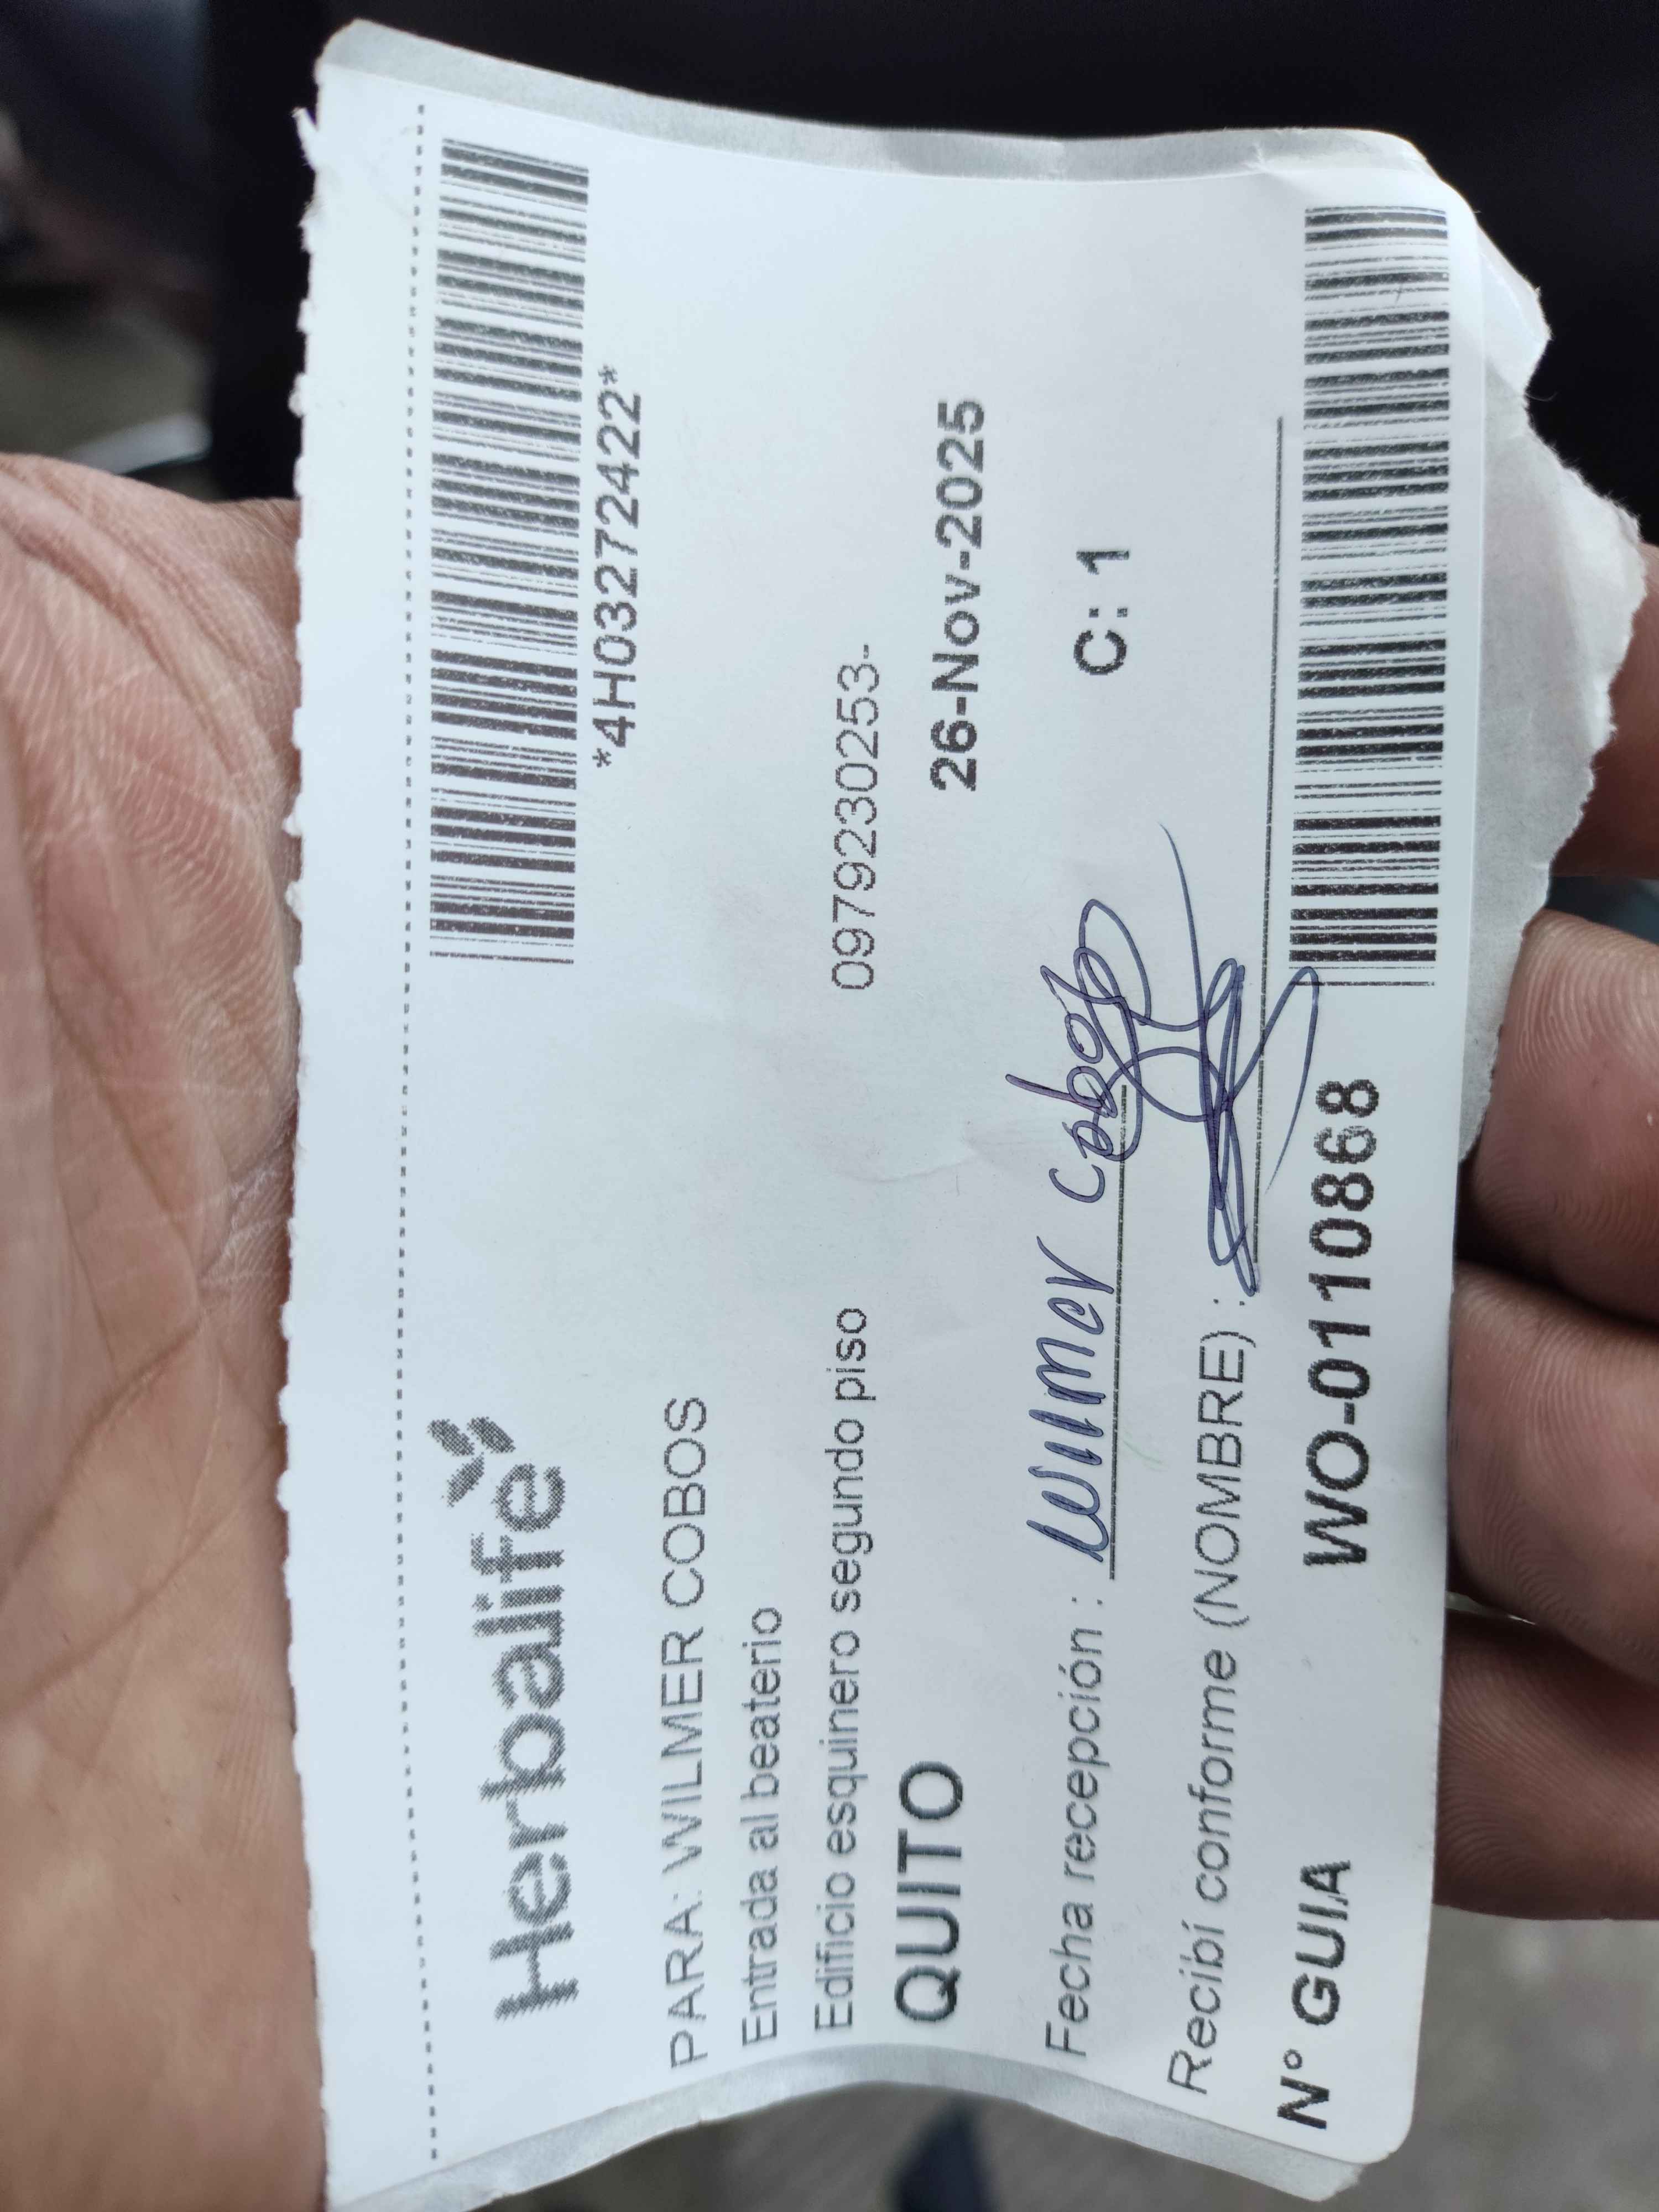 Herbalife
*4H03272422*
PARA: WILMER COBOS
Entrada al beaterio
Edificio esquinero segundo piso
0979230253-
QUITO
26-Nov-2025
Fecha recepción : Wilmer Cobos
C: 1
Recibí conforme (NOMBRE) :
N° GUIA WO-0110868